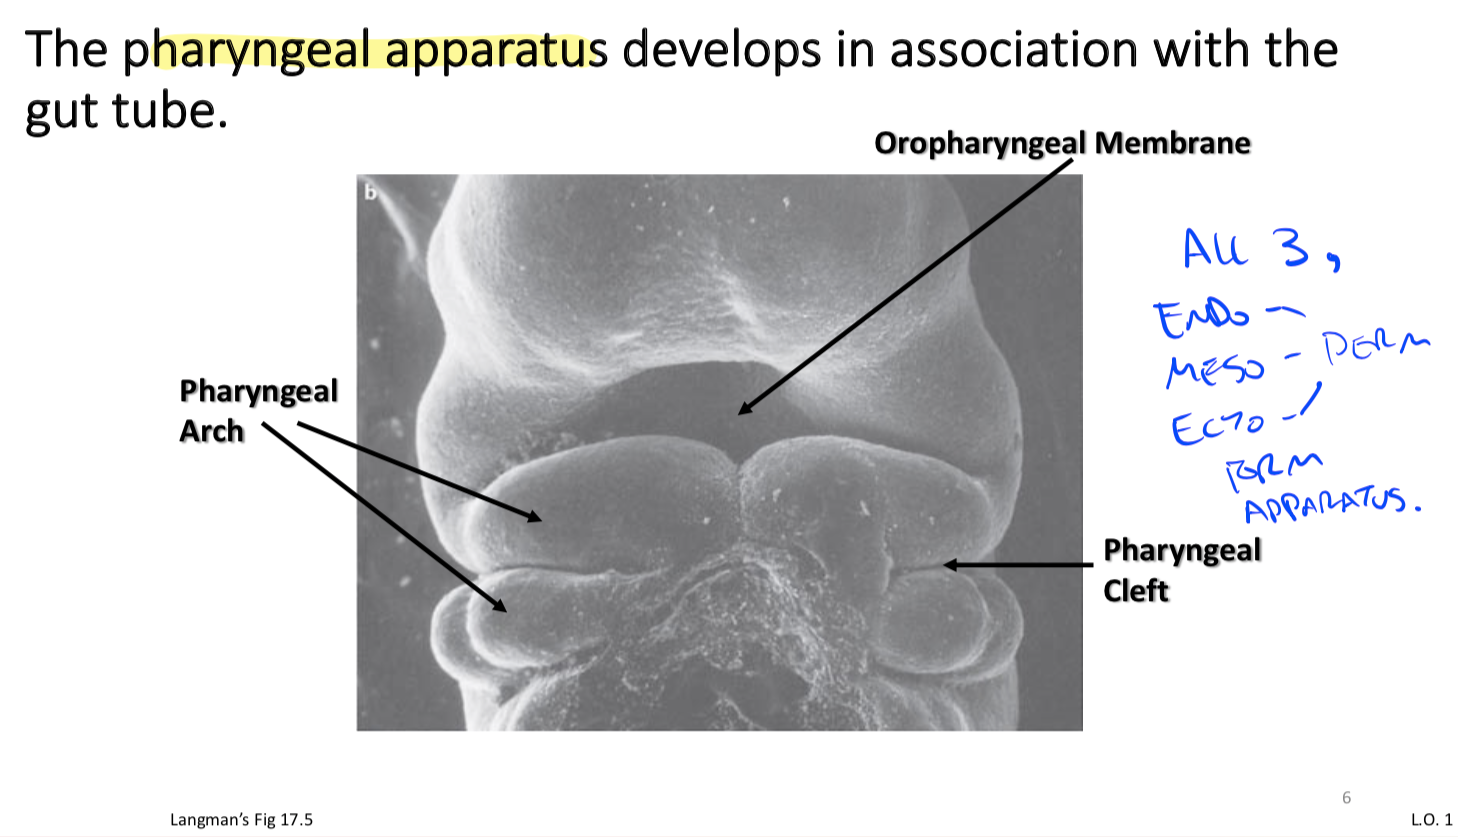 The pharyngeal apparatus develops in association with the
gut tube.
Oropharyngeal Membrane
b
Pharyngeal
Arch
All 3,
ENDO -
MESO - DERM
ECTO -
FORM
APPARATUS.
Pharyngeal
Cleft
6
Langman's Fig 17.5
L.O. 1